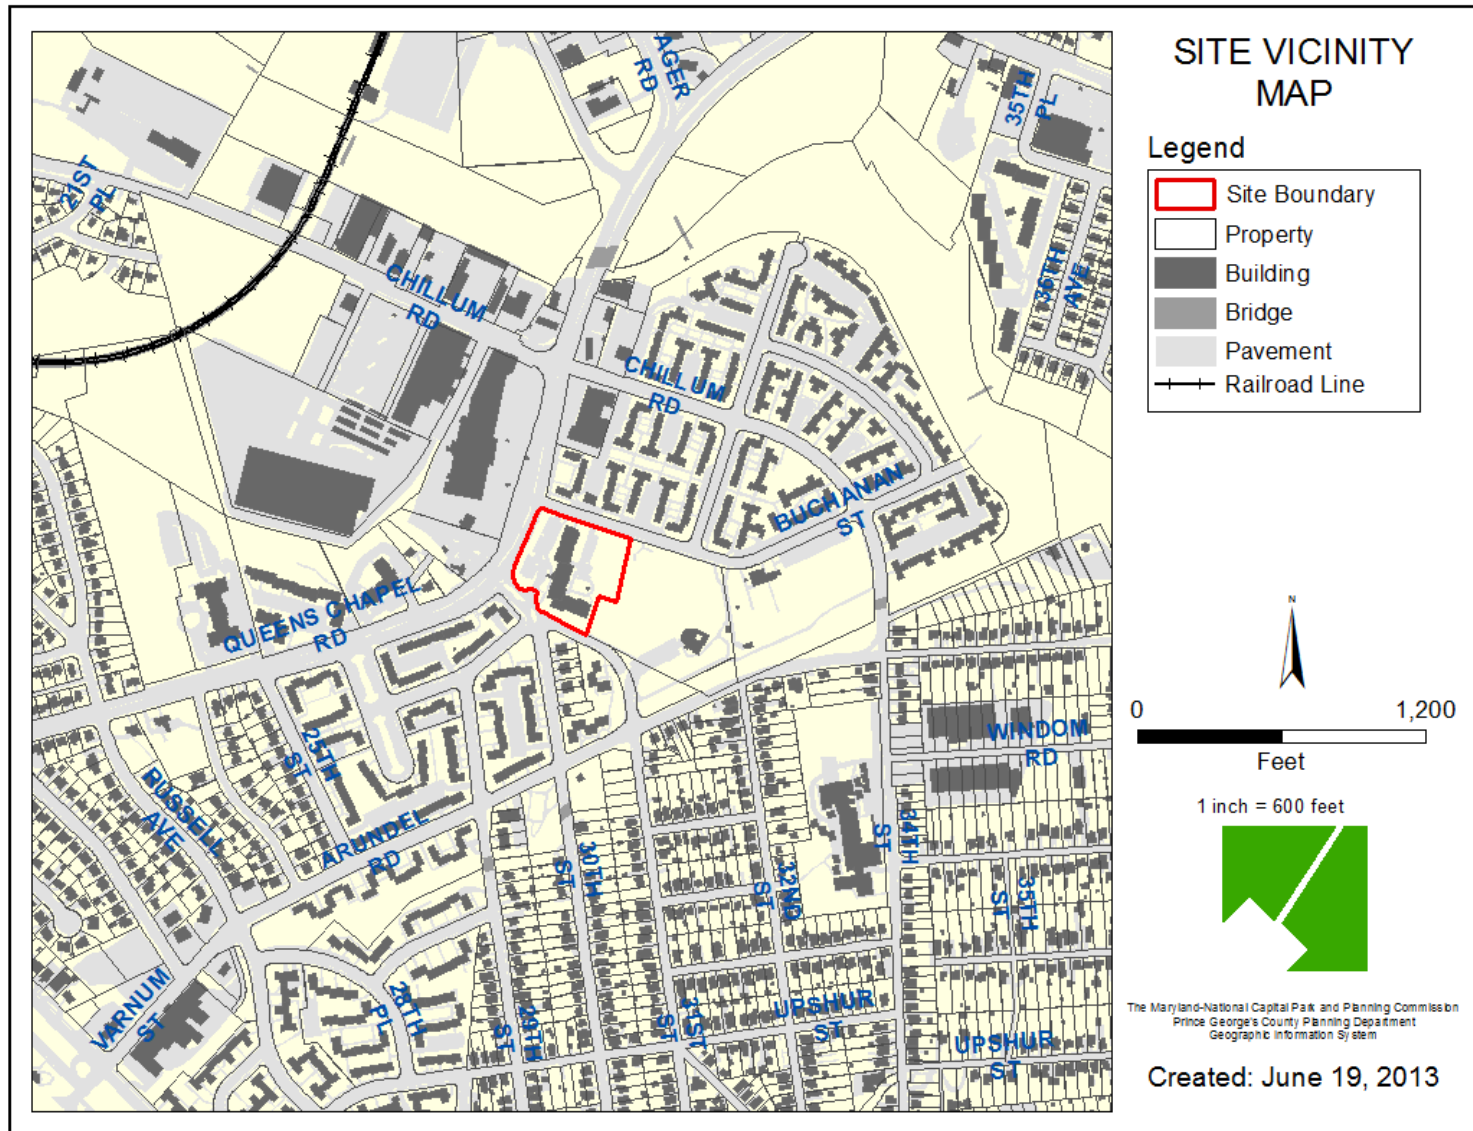 SITE VICINITY
MAP
Legend
Site Boundary
Property
Building
Bridge
Pavement
Railroad Line
N
0 1,200
Feet
1 inch = 600 feet
The Maryland-National Capital Park and Planning Commission
Prince George's County Planning Department
Geographic Information System
Created: June 19, 2013
AGER
RD
35TH
PL
21ST
PL
CHILLUM
RD
36TH
AVE
CHILLUM
RD
BUCHANAN
ST
QUEENS CHAPEL
RD
25TH
ST
WINDOM
RD
RUSSELL
AVE
ARUNDEL
RD
34TH
ST
30TH
ST
32ND
ST
35TH
ST
VARNUM
ST
28TH
PL
29TH
ST
31ST
ST
UPSHUR
ST
UPSHUR
ST